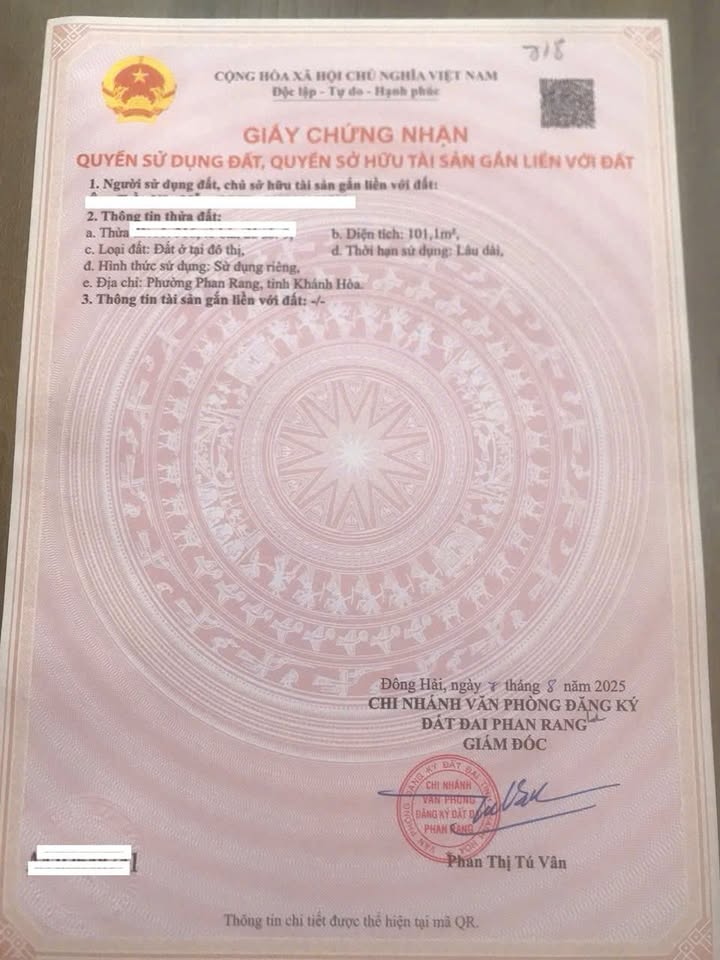 718
CỘNG HÒA XÃ HỘI CHỦ NGHĨA VIỆT NAM
Độc lập - Tự do - Hạnh phúc
GIẤY CHỨNG NHẬN
QUYỀN SỬ DỤNG ĐẤT, QUYỀN SỞ HỮU TÀI SẢN GẮN LIỀN VỚI ĐẤT
1. Người sử dụng đất, chủ sở hữu tài sản gắn liền với đất:
2. Thông tin thửa đất:
a. Thửa b. Diện tích: 101,1m²,
c. Loại đất: Đất ở tại đô thị, d. Thời hạn sử dụng: Lâu dài,
đ. Hình thức sử dụng: Sử dụng riêng,
e. Địa chỉ: Phường Phan Rang, tỉnh Khánh Hòa.
3. Thông tin tài sản gắn liền với đất: -/-
Đông Hải, ngày 7 tháng 8 năm 2025
CHI NHÁNH VĂN PHÒNG ĐĂNG KÝ
ĐẤT ĐAI PHAN RANG
GIÁM ĐỐC
CHI NHÁNH
VĂN PHÒNG
ĐĂNG KÝ ĐẤT
PHAN RANG
Phan Thị Tú Vân
Thông tin chi tiết được thể hiện tại mã QR.